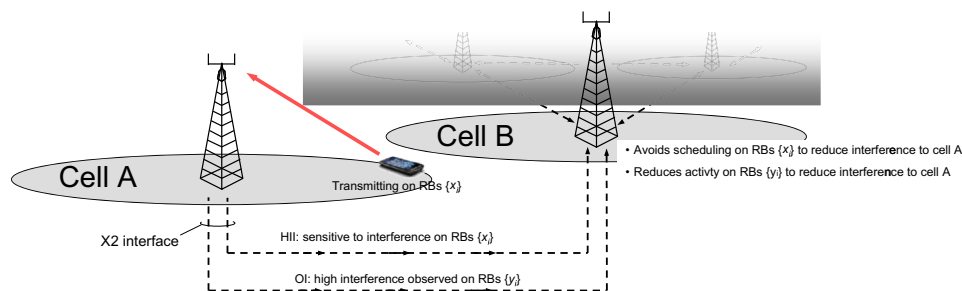 Cell A
Cell B
Transmitting on RBs {xi}
• Avoids scheduling on RBs {xi} to reduce interference to cell A
• Reduces activty on RBs {yi} to reduce interference to cell A
X2 interface
HII: sensitive to interference on RBs {xi}
OI: high interference observed on RBs {yi}